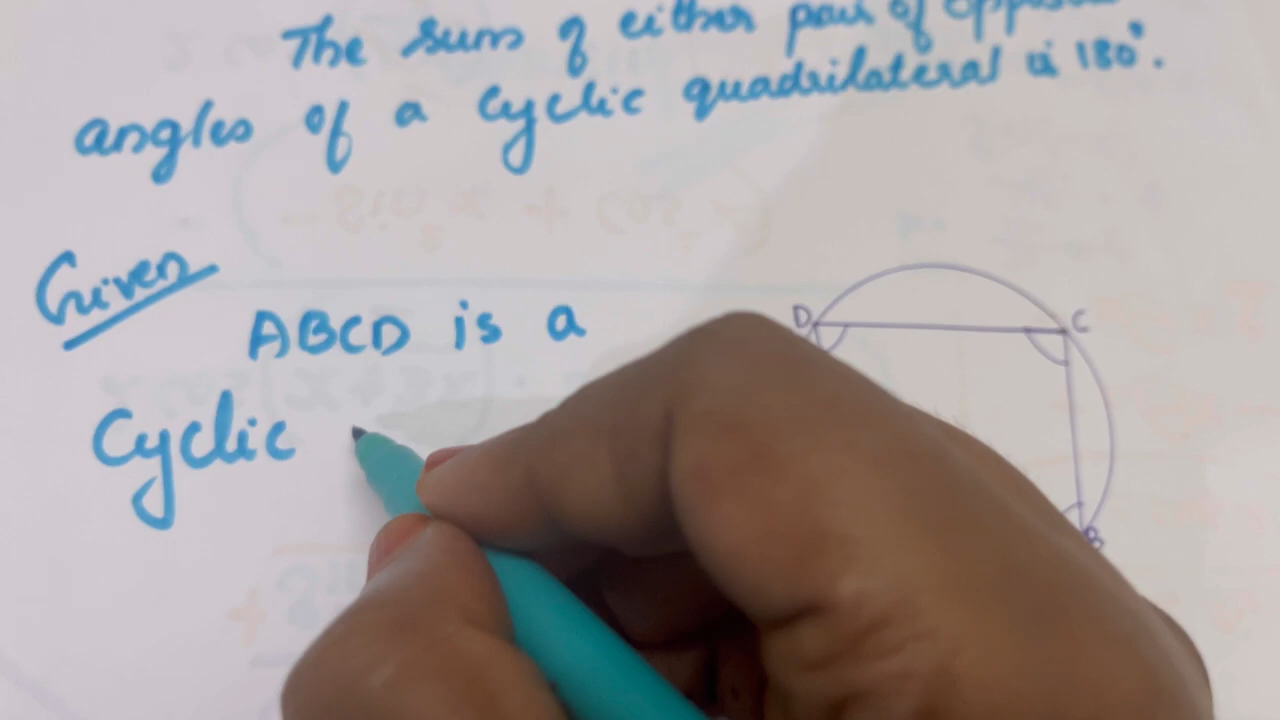 The sum of either pair of opposite
angles of a cyclic quadrilateral is 180°.
Given
ABCD is a
Cyclic
D
C
B